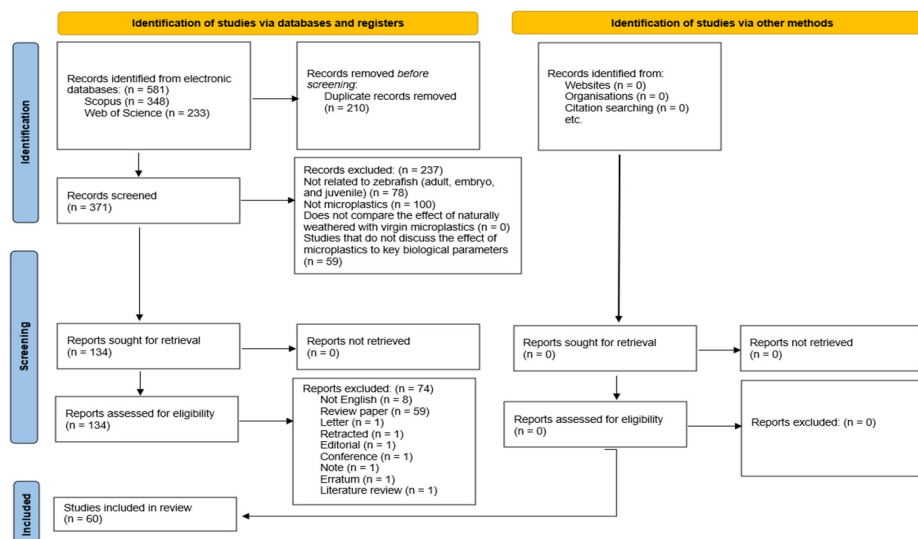 Identification of studies via databases and registers
Identification of studies via other methods
Identification
Records identified from electronic
databases: (n = 581)
Scopus (n = 348)
Web of Science (n = 233)
Records removed before
screening:
Duplicate records removed
(n = 210)
Records identified from:
Websites (n = 0)
Organisations (n = 0)
Citation searching (n = 0)
etc.
Records screened
(n = 371)
Records excluded: (n = 237)
Not related to zebrafish (adult, embryo,
and juvenile) (n = 78)
Not microplastics (n = 100)
Does not compare the effect of naturally
weathered with virgin microplastics (n = 0)
Studies that do not discuss the effect of
microplastics to key biological parameters
(n = 59)
Screening
Reports sought for retrieval
(n = 134)
Reports not retrieved
(n = 0)
Reports sought for retrieval
(n = 0)
Reports not retrieved
(n = 0)
Reports assessed for eligibility
(n = 134)
Reports excluded: (n = 74)
Not English (n = 8)
Review paper (n = 59)
Letter (n = 1)
Retracted (n = 1)
Editorial (n = 1)
Conference (n = 1)
Note (n = 1)
Erratum (n = 1)
Literature review (n = 1)
Reports assessed for eligibility
(n = 0)
Reports excluded: (n = 0)
Included
Studies included in review
(n = 60)